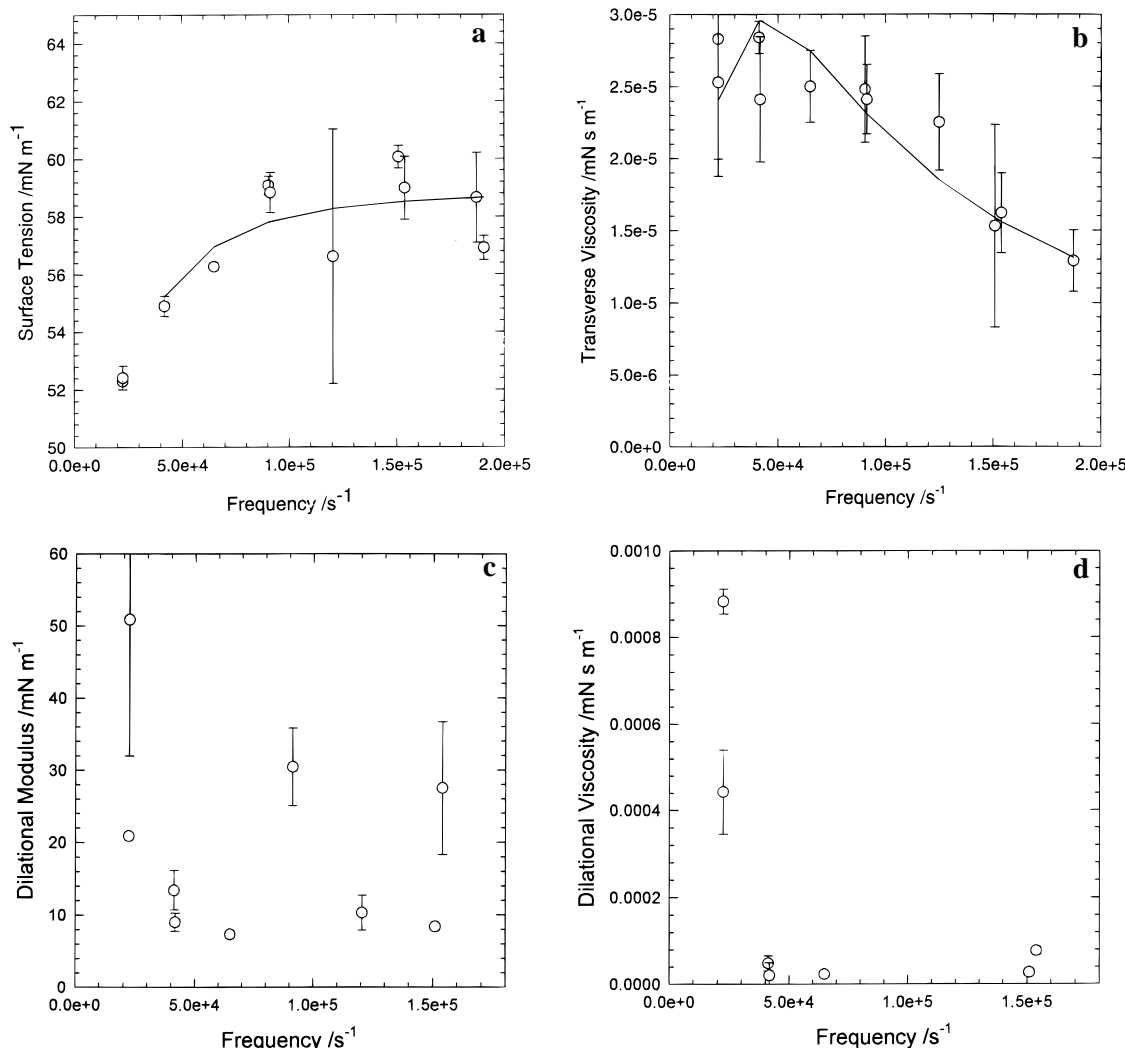 a
65
64
62
60
58
56
54
52
50
Surface Tension /mN m⁻¹
0.0e+0 5.0e+4 1.0e+5 1.5e+5 2.0e+5
Frequency /s⁻¹
b
3.0e-5
2.5e-5
2.0e-5
1.5e-5
1.0e-5
5.0e-6
0.0e+0
Transverse Viscosity /mN s m⁻¹
0.0e+0 5.0e+4 1.0e+5 1.5e+5 2.0e+5
Frequency /s⁻¹
c
60
50
40
30
20
10
0
Dilational Modulus /mN m⁻¹
0.0e+0 5.0e+4 1.0e+5 1.5e+5
Frequency /s⁻¹
d
0.0010
0.0008
0.0006
0.0004
0.0002
0.0000
Dilational Viscosity /mN s m⁻¹
0.0e+0 5.0e+4 1.0e+5 1.5e+5
Frequency /s⁻¹